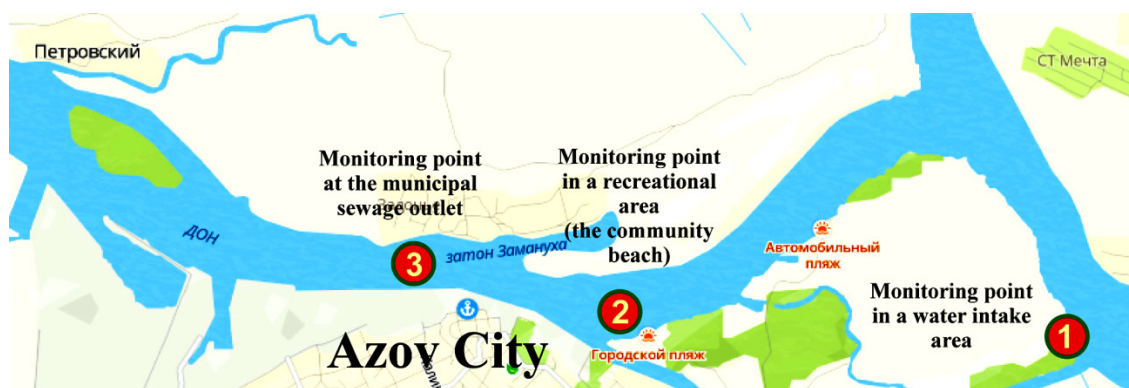 Петровский
СТ Мечта
Monitoring point
at the municipal
sewage outlet
Monitoring point
in a recreational
area
(the community
beach)
ДОН
затон Замануха
3
2
Автомобильный
пляж
Monitoring point
in a water intake
area
1
Городской пляж
Azov City